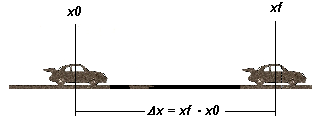 x0 xf
Δx = xf - x0